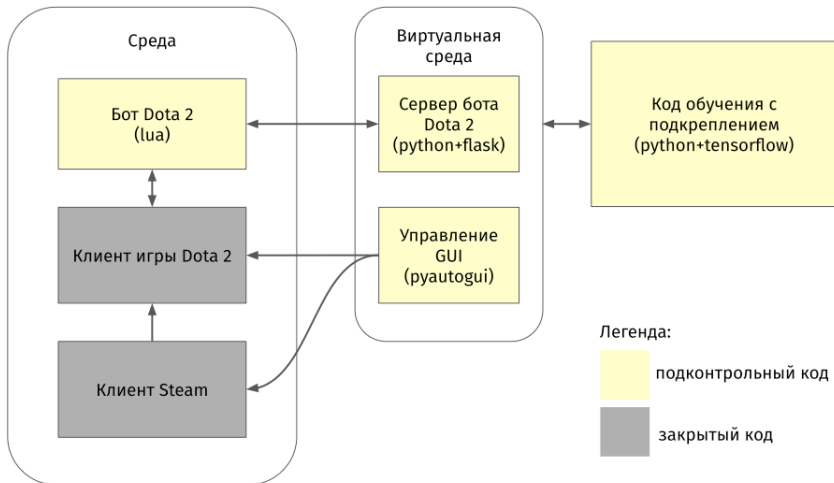 Среда
Бот Dota 2
(lua)
Клиент игры Dota 2
Клиент Steam
Виртуальная
среда
Сервер бота
Dota 2
(python+flask)
Управление
GUI
(pyautogui)
Код обучения с
подкреплением
(python+tensorflow)
Легенда:
подконтрольный код
закрытый код